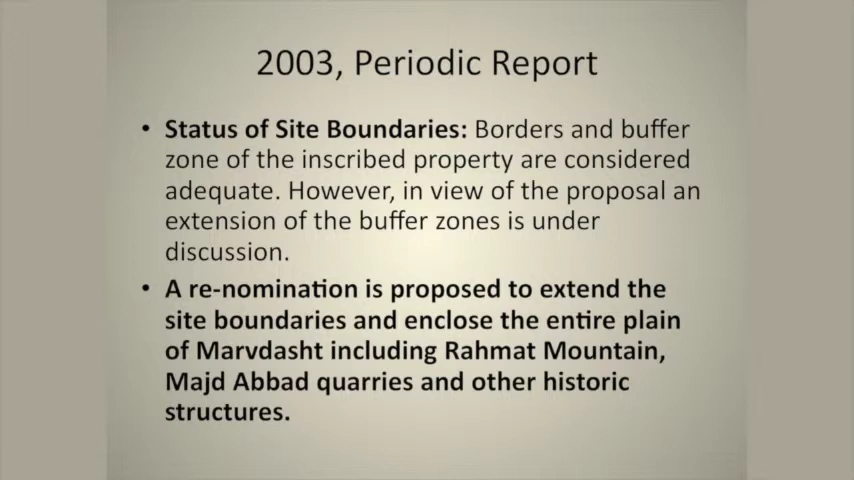 2003, Periodic Report
• Status of Site Boundaries: Borders and buffer
zone of the inscribed property are considered
adequate. However, in view of the proposal an
extension of the buffer zones is under
discussion.
• A re-nomination is proposed to extend the
site boundaries and enclose the entire plain
of Marvdasht including Rahmat Mountain,
Majd Abbad quarries and other historic
structures.